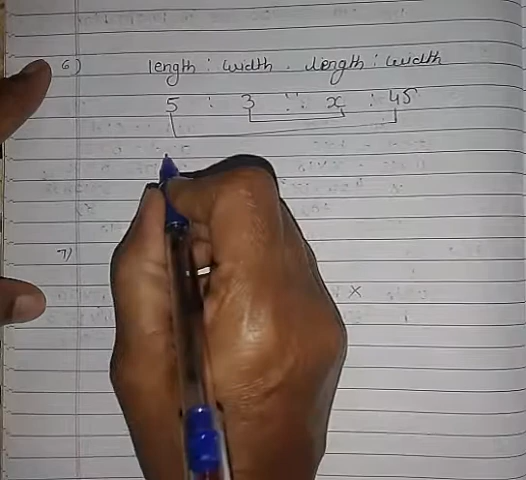 6) length : width . length : width
5 : 3 :: x : 45
7)
x